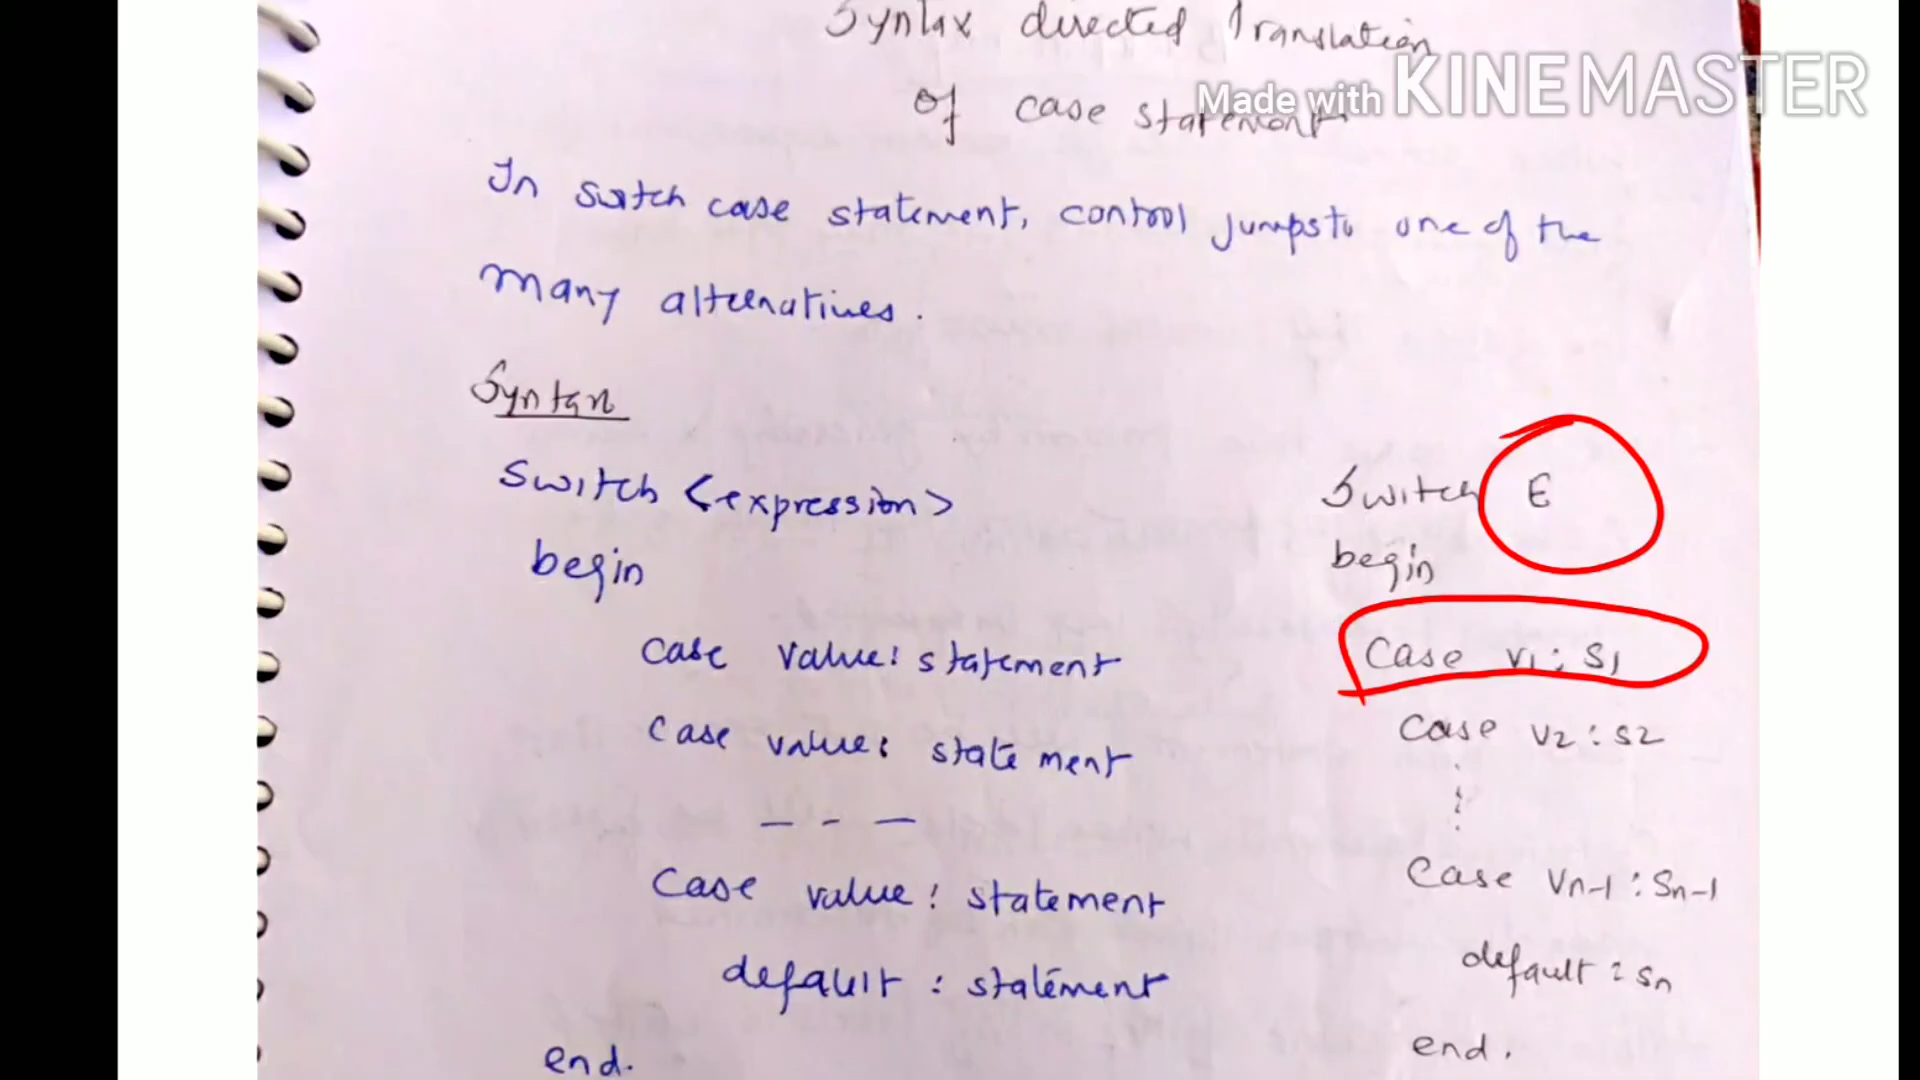 Syntax directed Translation
of case statement
Made with KINEMASTER
In switch case statement, control jumps to one of the
many alternatives.
Syntax
Switch <expression>
begin
case value: statement
case value: statement
— - —
Case value: statement
default : statement
end.
Switch E
begin
Case V1: S1
case V2: S2
Case Vn-1: Sn-1
default : Sn
end.